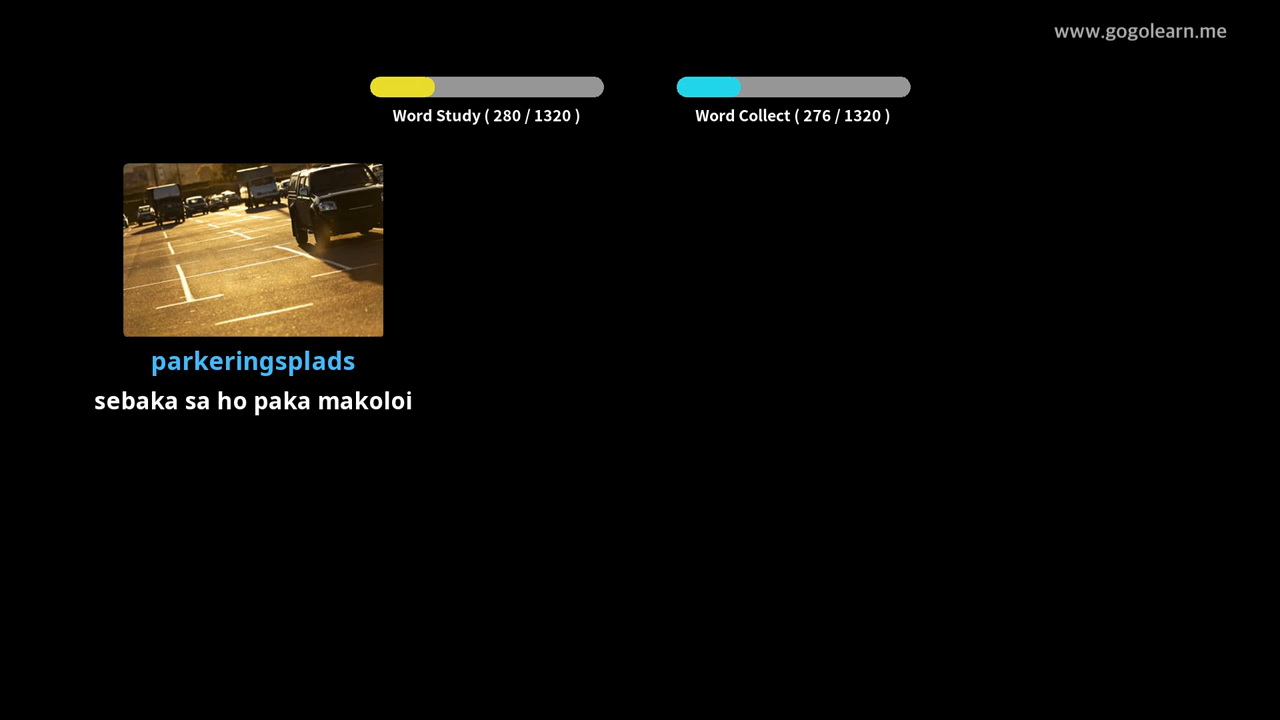 www.gogolearn.me
Word Study ( 280 / 1320 )
Word Collect ( 276 / 1320 )
parkeringsplads
sebaka sa ho paka makoloi